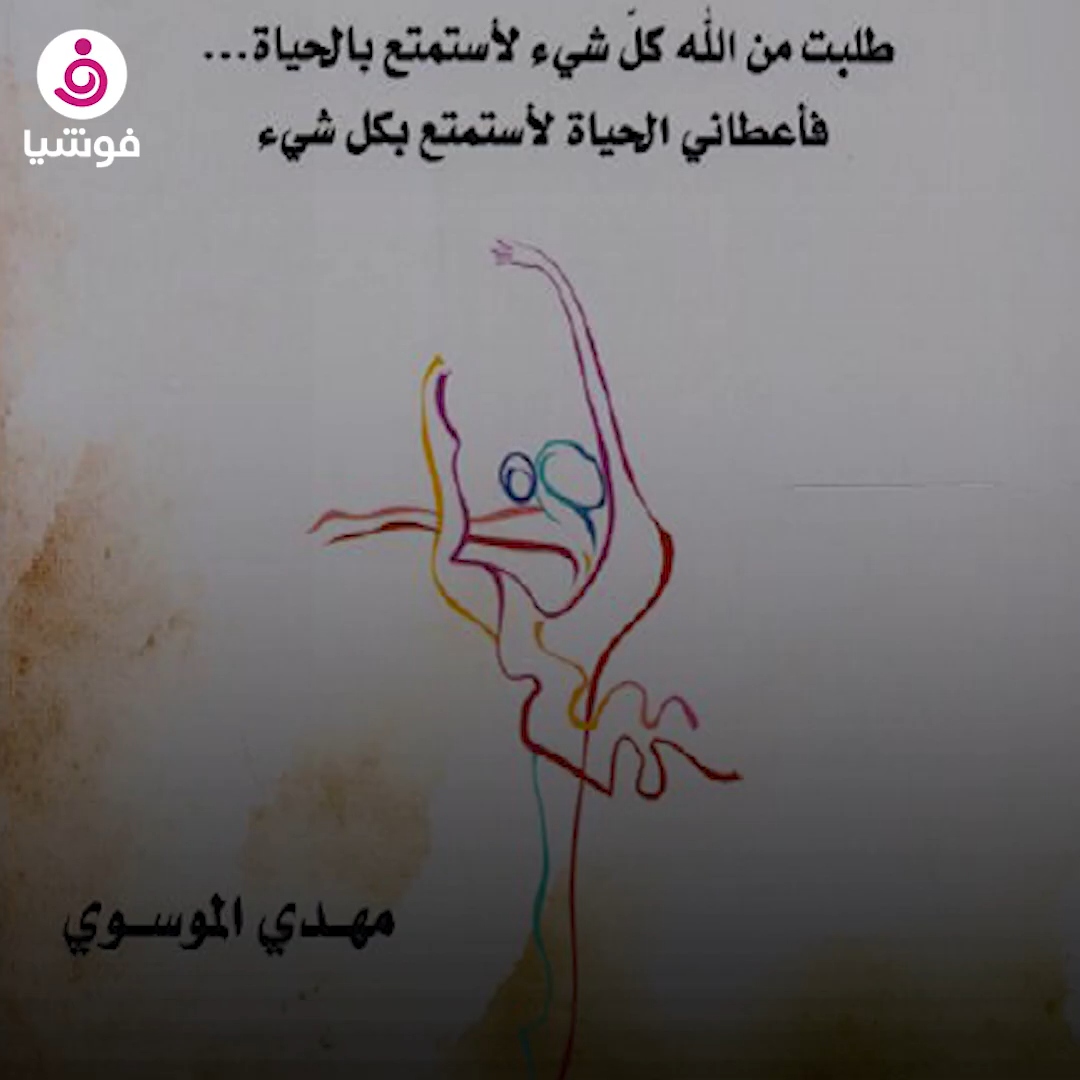 طلبت من الله كلّ شيء لأستمتع بالحياة...
فأعطاني الحياة لأستمتع بكل شيء
فوشيا
مهدي الموسوي